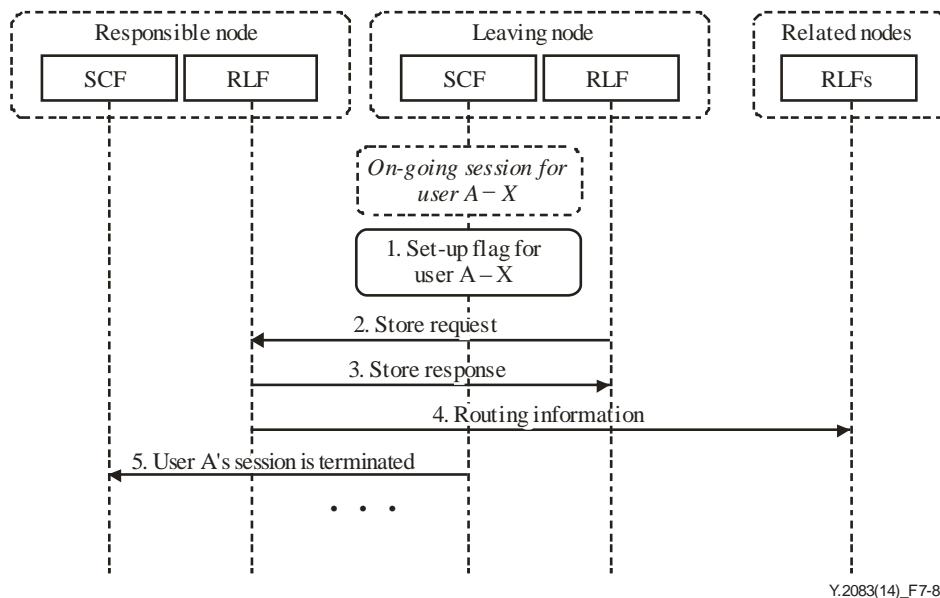 Responsible node
Leaving node
Related nodes
SCF
RLF
SCF
RLF
RLFs
On-going session for
user A – X
1. Set-up flag for
user A – X
2. Store request
3. Store response
4. Routing information
5. User A's session is terminated
. . .
Y.2083(14)_F7-8